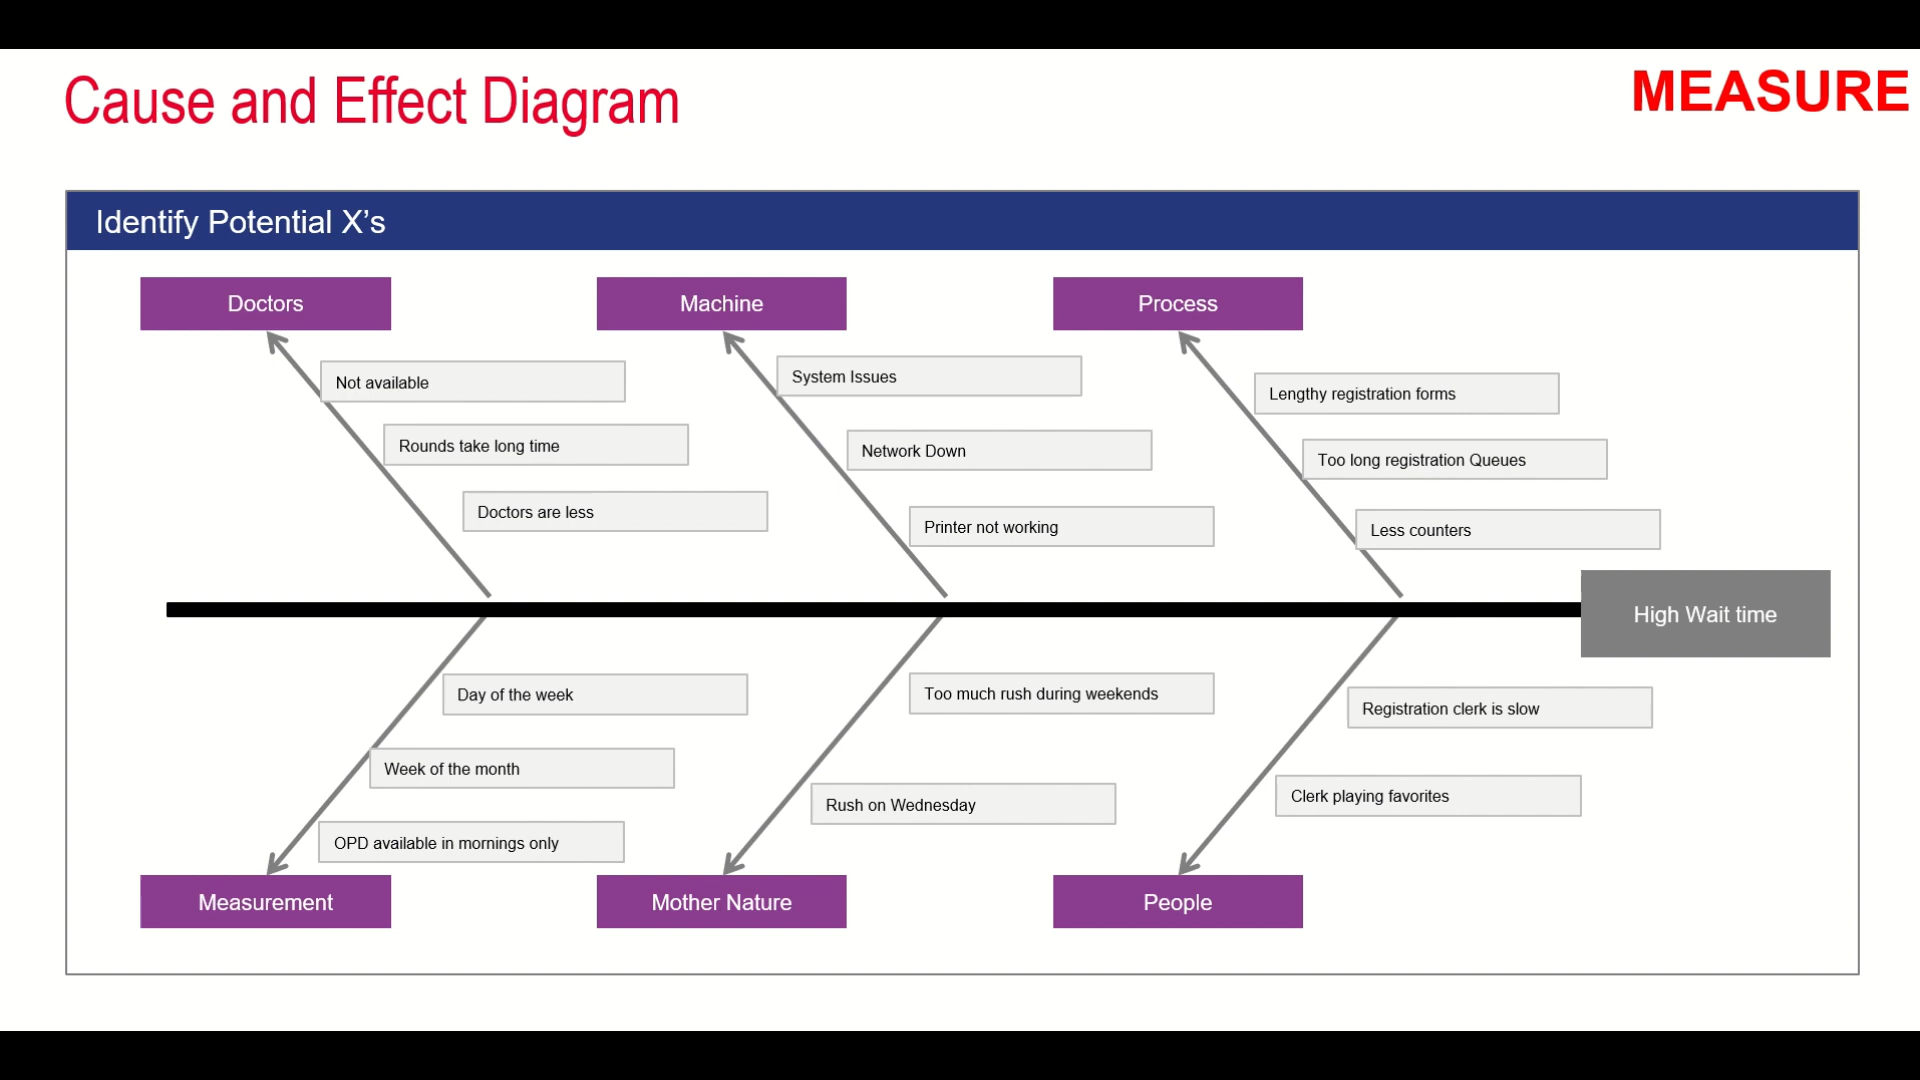 Cause and Effect Diagram
MEASURE
Identify Potential X’s
Doctors
Machine
Process
Not available
System Issues
Lengthy registration forms
Rounds take long time
Network Down
Too long registration Queues
Doctors are less
Printer not working
Less counters
High Wait time
Day of the week
Too much rush during weekends
Registration clerk is slow
Week of the month
Rush on Wednesday
Clerk playing favorites
OPD available in mornings only
Measurement
Mother Nature
People